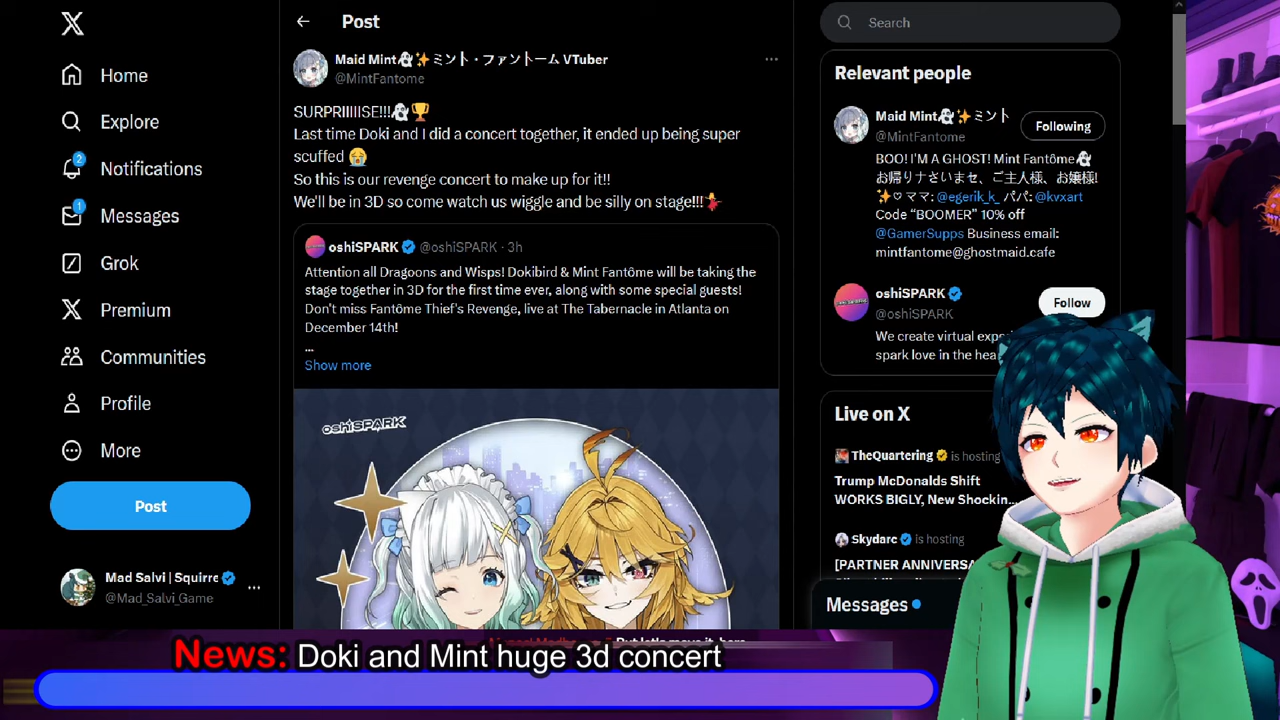 Post
Search
Home
Explore
2
Notifications
1
Messages
Grok
Premium
Communities
Profile
More
Post
Mad Salvi | Squirre
@Mad_Salvi_Game
Maid Mint👻✨ミント・ファントーム VTuber
@MintFantome
SURPRIIIIISE!!!👻🏆
Last time Doki and I did a concert together, it ended up being super
scuffed 😭
So this is our revenge concert to make up for it!!
We'll be in 3D so come watch us wiggle and be silly on stage!!!💃
oshiSPARK @oshiSPARK · 3h
Attention all Dragoons and Wisps! Dokibird & Mint Fantôme will be taking the
stage together in 3D for the first time ever, along with some special guests!
Don't miss Fantôme Thief's Revenge, live at The Tabernacle in Atlanta on
December 14th!
...
Show more
oshiSPARK
Relevant people
Maid Mint👻✨ミント
@MintFantome
Following
BOO! I'M A GHOST! Mint Fantôme👻
お帰りナさいまセ、ご主人様、お嬢様!
✨♡ ママ: @egerik_k_ パパ: @kvxart
Code “BOOMER” 10% off
@GamerSupps Business email:
mintfantome@ghostmaid.cafe
oshiSPARK
@oshiSPARK
Follow
We create virtual exp
spark love in the hea
Live on X
TheQuartering is hosting
Trump McDonalds Shift
WORKS BIGLY, New Shockin...
Skydarc is hosting
[PARTNER ANNIVERSA
Messages
But let's move it, here
News: Doki and Mint huge 3d concert